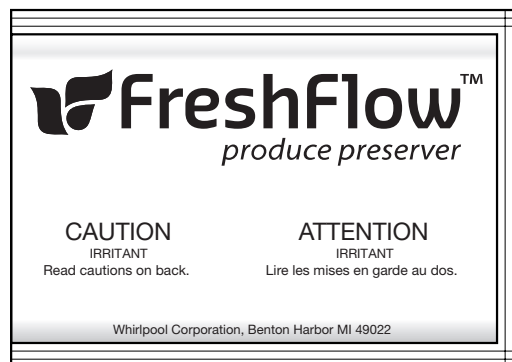 FreshFlow™
produce preserver
CAUTION
IRRITANT
Read cautions on back.
ATTENTION
IRRITANT
Lire les mises en garde au dos.
Whirlpool Corporation, Benton Harbor MI 49022